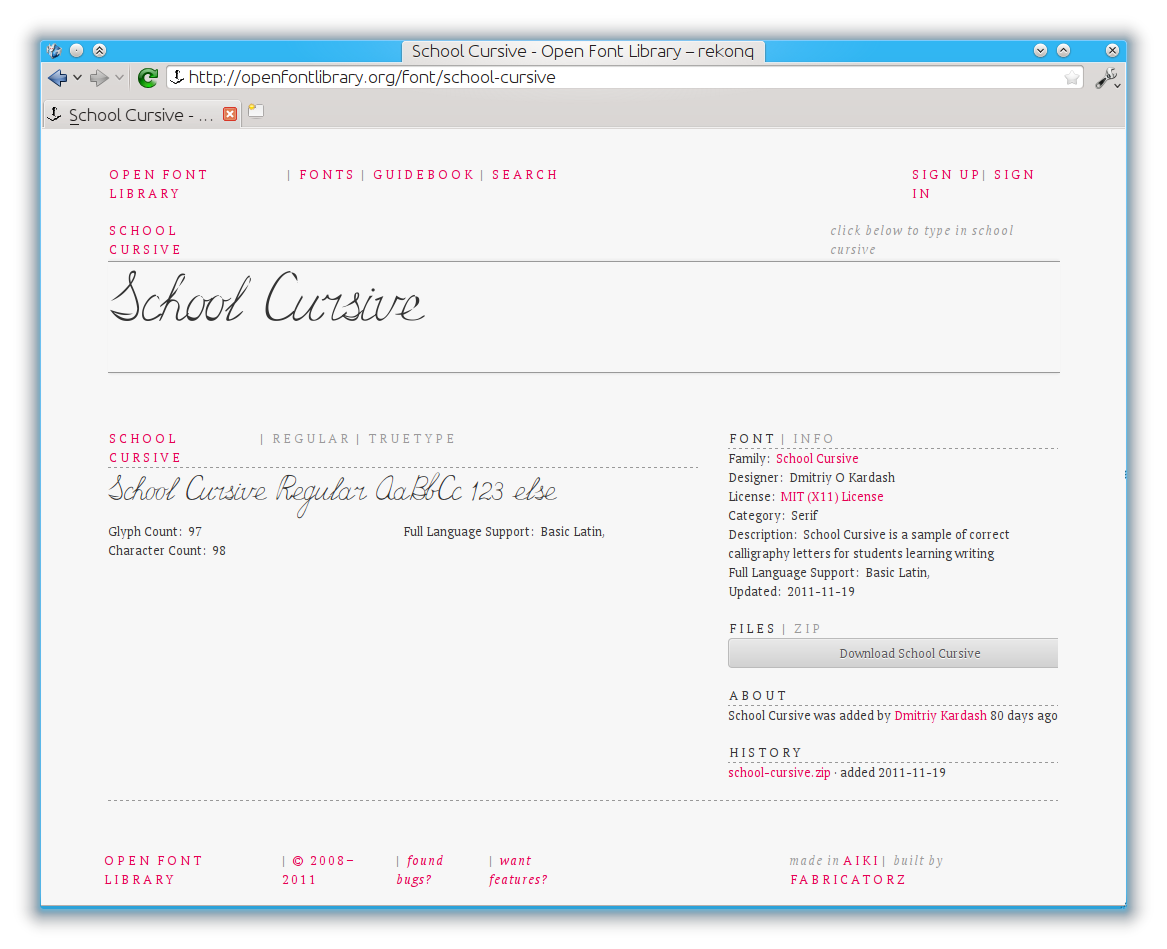 School Cursive - Open Font Library – rekonq
http://openfontlibrary.org/font/school-cursive
School Cursive - ...
OPEN FONT LIBRARY | FONTS | GUIDEBOOK | SEARCH SIGN UP | SIGN IN
SCHOOL CURSIVE
click below to type in school cursive
School Cursive
SCHOOL CURSIVE | REGULAR | TRUETYPE
School Cursive Regular AaBbCc 123 else
Glyph Count: 97
Character Count: 98
Full Language Support: Basic Latin,
FONT | INFO
Family: School Cursive
Designer: Dmitriy O Kardash
License: MIT (X11) License
Category: Serif
Description: School Cursive is a sample of correct
calligraphy letters for students learning writing
Full Language Support: Basic Latin,
Updated: 2011-11-19
FILES | ZIP
Download School Cursive
ABOUT
School Cursive was added by Dmitriy Kardash 80 days ago
HISTORY
school-cursive.zip · added 2011-11-19
OPEN FONT LIBRARY | © 2008–2011 | found bugs? | want features? made in AIKI | built by FABRICATORZ